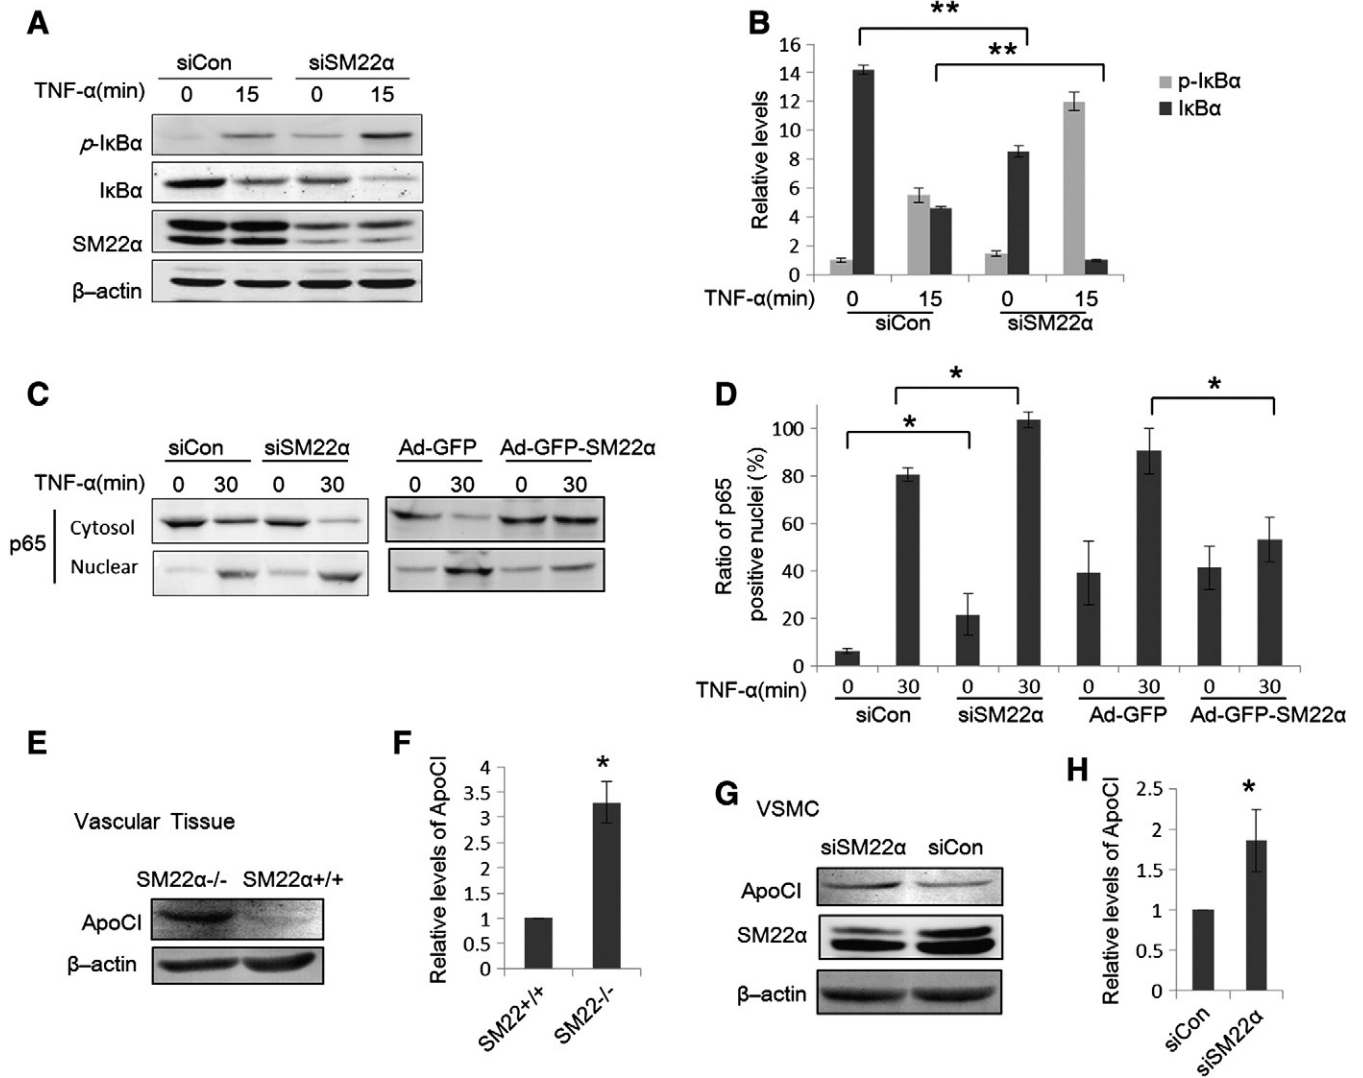 A
siCon siSM22α
TNF-α(min) 0 15 0 15
p-IκBα
IκBα
SM22α
β–actin
B
** **
Relative levels
16
14
12
10
8
6
4
2
0
p-IκBα
IκBα
TNF-α(min) 0 15 0 15
siCon siSM22α
C
siCon siSM22α Ad-GFP Ad-GFP-SM22α
TNF-α(min) 0 30 0 30 0 30 0 30
p65
Cytosol
Nuclear
D
* * *
Ratio of p65
positive nuclei (%)
100
80
60
40
20
0
TNF-α(min) 0 30 0 30 0 30 0 30
siCon siSM22α Ad-GFP Ad-GFP-SM22α
E
Vascular Tissue
SM22α-/- SM22α+/+
ApoCI
β–actin
F
Relative levels of ApoCI
4
3.5
3
2.5
2
1.5
1
0.5
0
*
SM22+/+ SM22-/-
G
VSMC
siSM22α siCon
ApoCI
SM22α
β–actin
H
Relative levels of ApoCI
2.5
2
1.5
1
0.5
0
*
siCon siSM22α